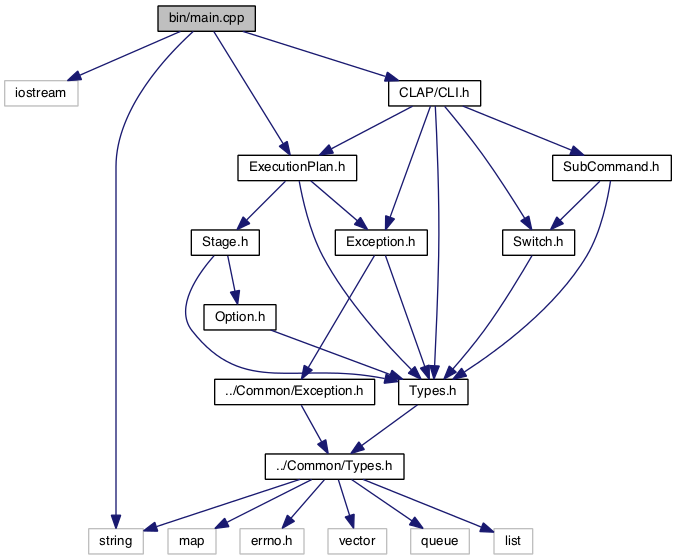 bin/main.cpp
iostream
CLAP/CLI.h
ExecutionPlan.h
SubCommand.h
Stage.h
Exception.h
Switch.h
Option.h
../Common/Exception.h
Types.h
../Common/Types.h
string
map
errno.h
vector
queue
list